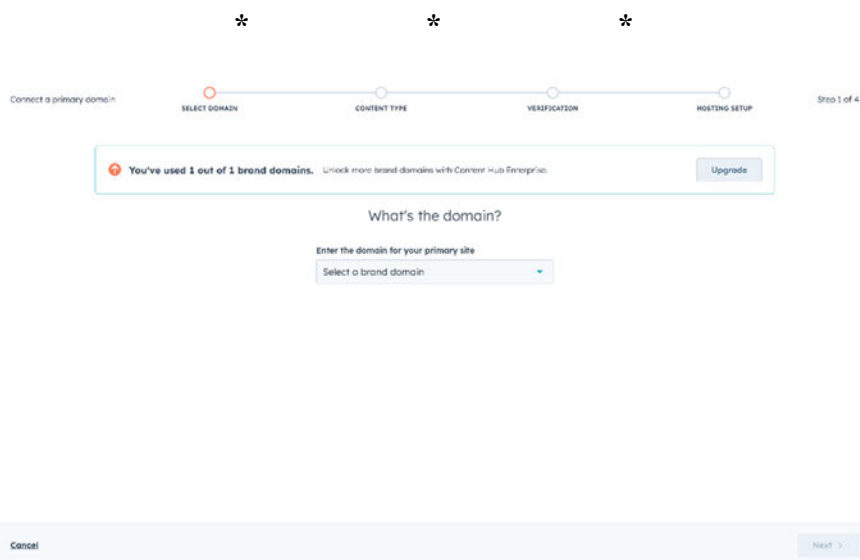 * * *
Connect a primary domain
SELECT DOMAIN
CONTENT TYPE
VERIFICATION
HOSTING SETUP
Step 1 of 4
You've used 1 out of 1 brand domains. Unlock more brand domains with Content Hub Enterprise.
Upgrade
What's the domain?
Enter the domain for your primary site
Select a brand domain
Cancel
Next >